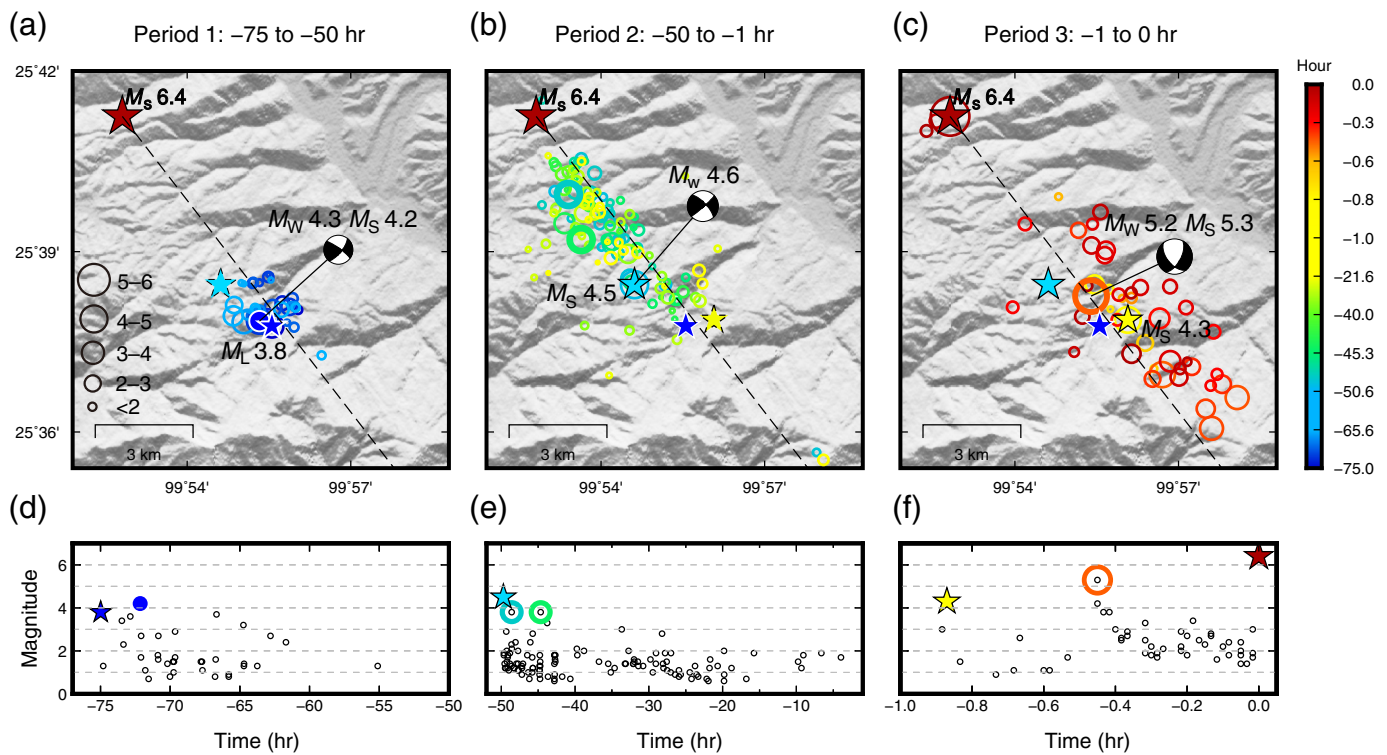 (a)
Period 1: −75 to −50 hr
(b)
Period 2: −50 to −1 hr
(c)
Period 3: −1 to 0 hr
Hour
25˚42'
25˚39'
25˚36'
Ms 6.4
MW 4.3 MS 4.2
ML 3.8
5−6
4−5
3−4
2−3
<2
3 km
99˚54'
99˚57'
Ms 6.4
MW 4.6
MS 4.5
3 km
99˚54'
99˚57'
Ms 6.4
MW 5.2 MS 5.3
MS 4.3
3 km
99˚54'
99˚57'
0.0
−0.3
−0.6
−0.8
−1.0
−21.6
−40.0
−45.3
−50.6
−65.6
−75.0
(d)
Magnitude
6
4
2
0
−75
−70
−65
−60
−55
−50
Time (hr)
(e)
−50
−40
−30
−20
−10
Time (hr)
(f)
−1.0
−0.8
−0.6
−0.4
−0.2
0.0
Time (hr)